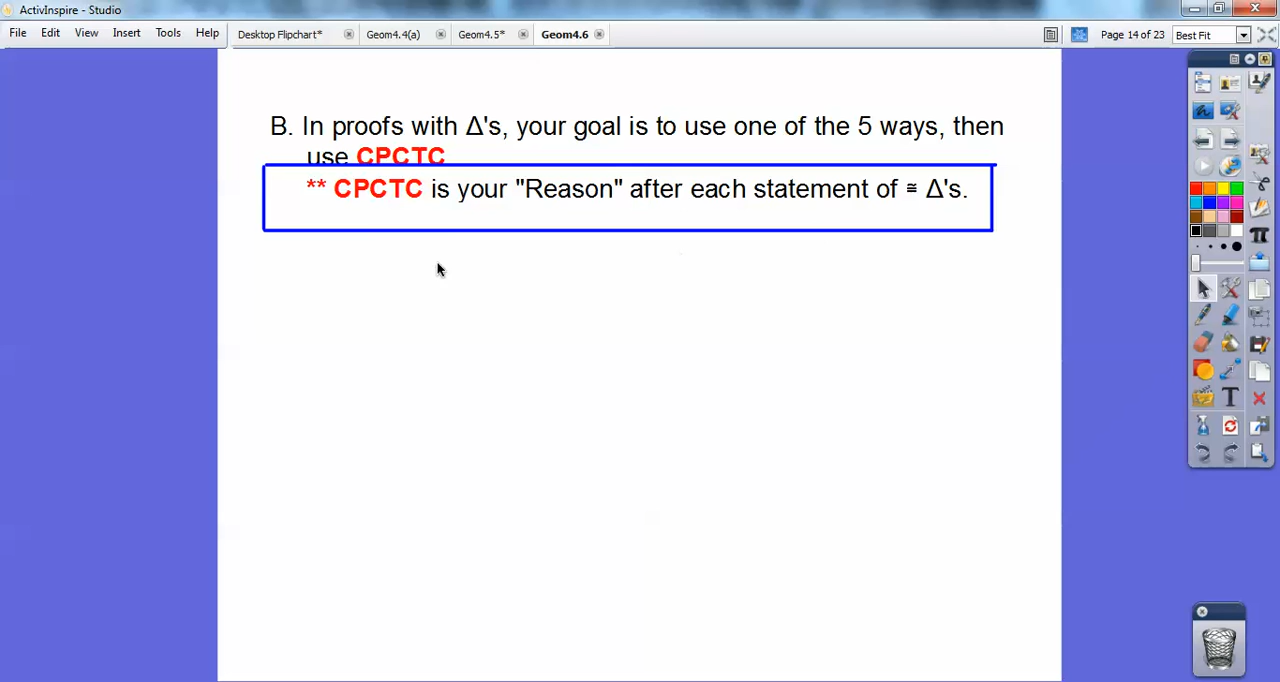 ActivInspire - Studio
File Edit View Insert Tools Help
Desktop Flipchart* Geom4.4(a) Geom4.5* Geom4.6
Page 14 of 23 Best Fit
B. In proofs with Δ's, your goal is to use one of the 5 ways, then
use CPCTC
** CPCTC is your "Reason" after each statement of ≅ Δ's.